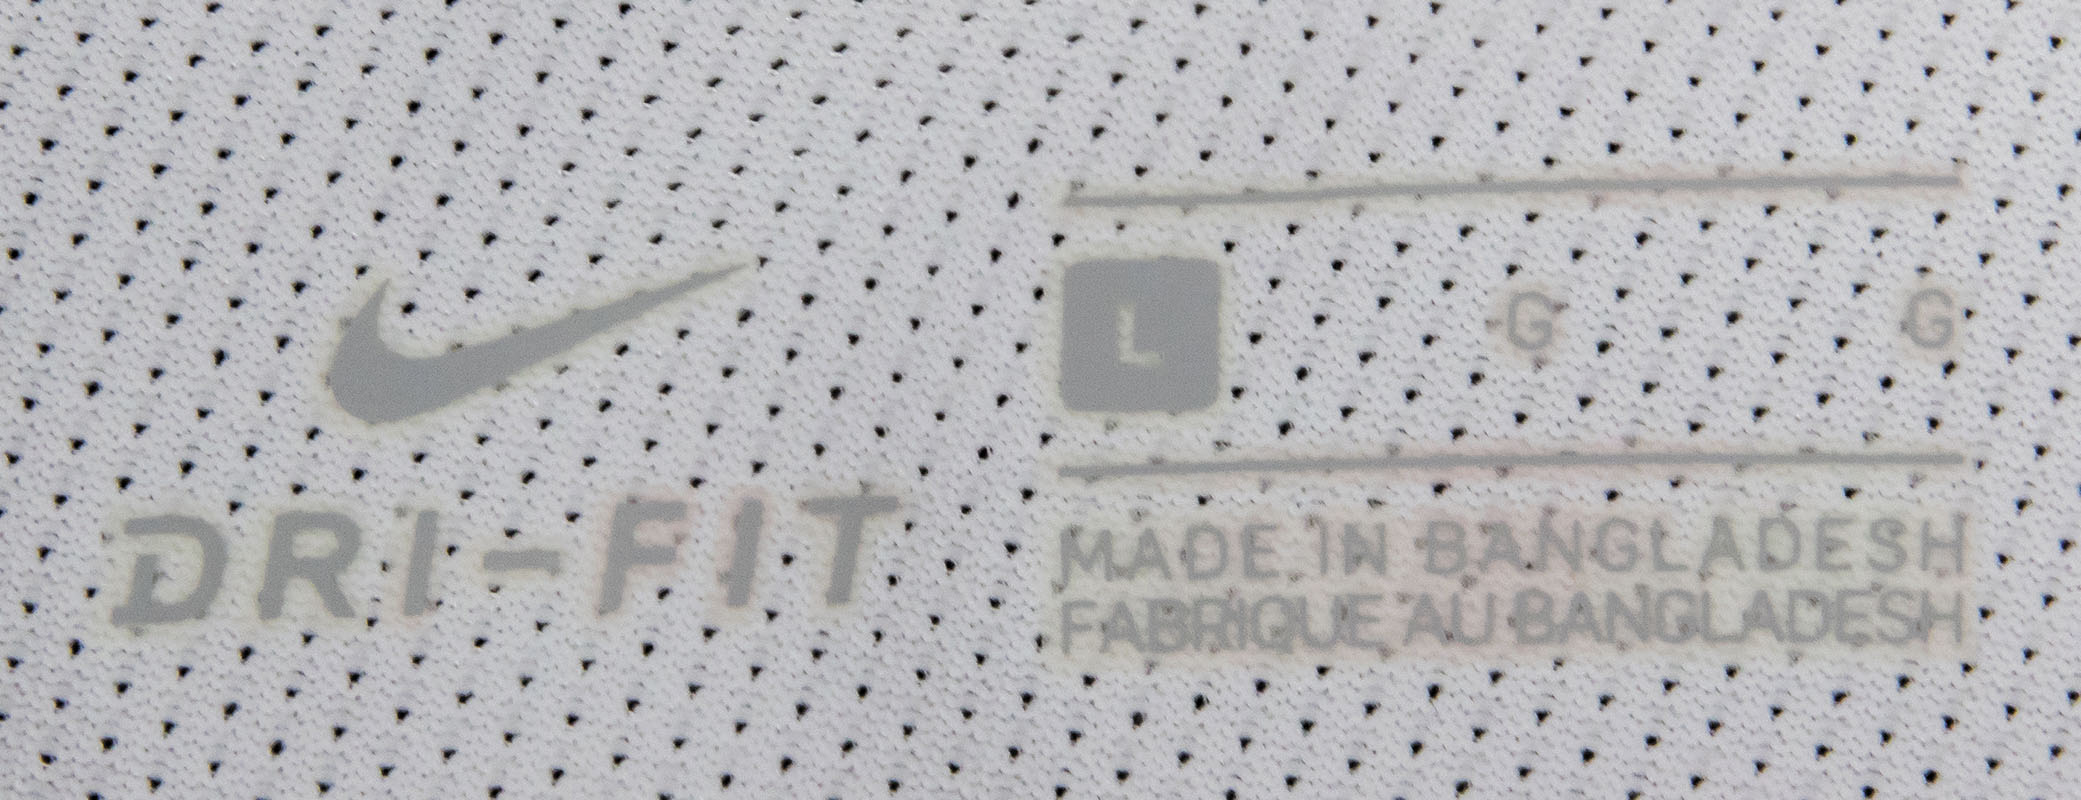 DRI-FIT
L G G
MADE IN BANGLADESH
FABRIQUE AU BANGLADESH